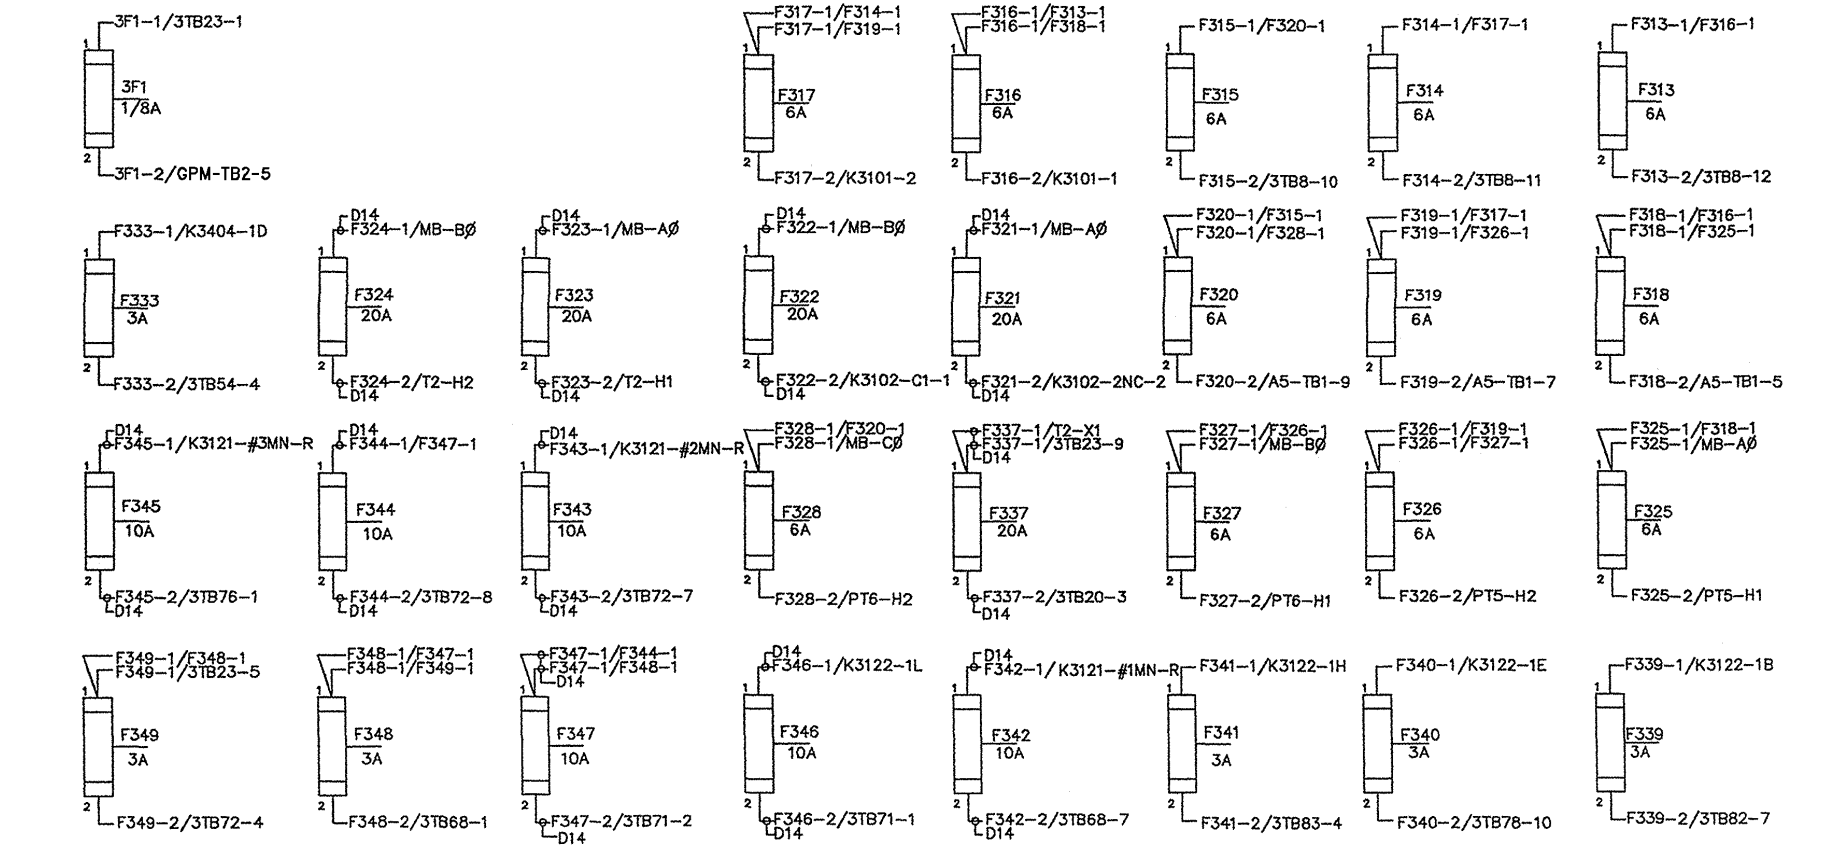 3F1-1/3TB23-1
1
3F1
1/8A
2
3F1-2/GPM-TB2-5
F317-1/F314-1
F317-1/F319-1
1
F317
6A
2
F317-2/K3101-2
F316-1/F313-1
F316-1/F318-1
1
F316
6A
2
F316-2/K3101-1
F315-1/F320-1
1
F315
6A
2
F315-2/3TB8-10
F314-1/F317-1
1
F314
6A
2
F314-2/3TB8-11
F313-1/F316-1
1
F313
6A
2
F313-2/3TB8-12
F333-1/K3404-1D
1
F333
3A
2
F333-2/3TB54-4
D14
F324-1/MB-BØ
1
F324
20A
2
F324-2/T2-H2
D14
D14
F323-1/MB-AØ
1
F323
20A
2
F323-2/T2-H1
D14
D14
F322-1/MB-BØ
1
F322
20A
2
F322-2/K3102-C1-1
D14
D14
F321-1/MB-AØ
1
F321
20A
2
F321-2/K3102-2NC-2
D14
F320-1/F315-1
F320-1/F328-1
1
F320
6A
2
F320-2/A5-TB1-9
F319-1/F317-1
F319-1/F326-1
1
F319
6A
2
F319-2/A5-TB1-7
F318-1/F316-1
F318-1/F325-1
1
F318
6A
2
F318-2/A5-TB1-5
D14
F345-1/K3121-#3MN-R
1
F345
10A
2
F345-2/3TB76-1
D14
D14
F344-1/F347-1
1
F344
10A
2
F344-2/3TB72-8
D14
D14
F343-1/K3121-#2MN-R
1
F343
10A
2
F343-2/3TB72-7
D14
F328-1/F320-1
F328-1/MB-CØ
1
F328
6A
2
F328-2/PT6-H2
F337-1/T2-X1
F337-1/3TB23-9
D14
1
F337
20A
2
F337-2/3TB20-3
D14
F327-1/F326-1
F327-1/MB-BØ
1
F327
6A
2
F327-2/PT6-H1
F326-1/F319-1
F326-1/F327-1
1
F326
6A
2
F326-2/PT5-H2
F325-1/F318-1
F325-1/MB-AØ
1
F325
6A
2
F325-2/PT5-H1
F349-1/F348-1
F349-1/3TB23-5
1
F349
3A
2
F349-2/3TB72-4
F348-1/F347-1
F348-1/F349-1
1
F348
3A
2
F348-2/3TB68-1
F347-1/F344-1
F347-1/F348-1
D14
1
F347
10A
2
F347-2/3TB71-2
D14
D14
F346-1/K3122-1L
1
F346
10A
2
F346-2/3TB71-1
D14
D14
F342-1/K3121-#1MN-R
1
F342
10A
2
F342-2/3TB68-7
D14
F341-1/K3122-1H
1
F341
3A
2
F341-2/3TB83-4
F340-1/K3122-1E
1
F340
3A
2
F340-2/3TB78-10
F339-1/K3122-1B
1
F339
3A
2
F339-2/3TB82-7